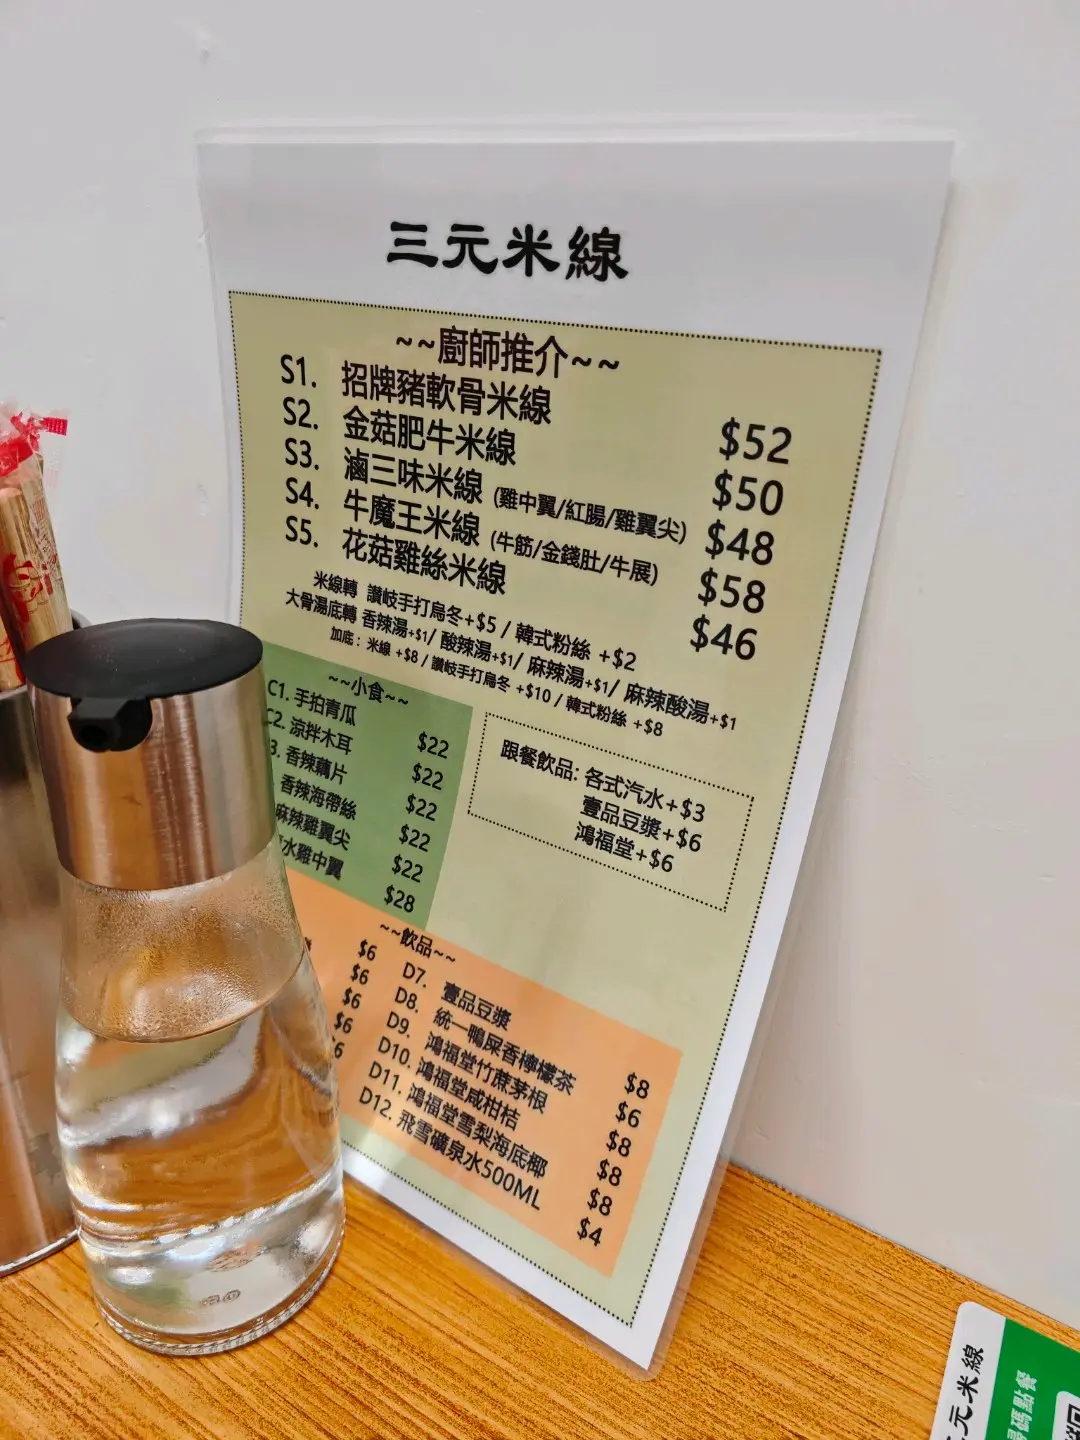 三元米線
~~廚師推介~~
S1. 招牌豬軟骨米線 $52
S2. 金菇肥牛米線 $50
S3. 滷三味米線 (雞中翼/紅腸/雞翼尖) $48
S4. 牛魔王米線 (牛筋/金錢肚/牛展) $58
S5. 花菇雞絲米線 $46
米線轉 讚岐手打烏冬+$5 / 韓式粉絲 +$2
大骨湯底轉 香辣湯+$1/ 酸辣湯+$1/ 麻辣湯+$1/ 麻辣酸湯+$1
加底：米線 +$8 / 讚岐手打烏冬 +$10 / 韓式粉絲 +$8
~~小食~~
C1. 手拍青瓜 $22
C2. 涼拌木耳 $22
3. 香辣藕片 $22
香辣海帶絲 $22
麻辣雞翼尖 $22
水雞中翼 $28
跟餐飲品: 各式汽水+$3
壹品豆漿+$6
鴻福堂+$6
~~飲品~~
$6
$6
$6
$6
$6
D7. 壹品豆漿 $8
D8. 統一鴨屎香檸檬茶 $6
D9. 鴻福堂竹蔗茅根 $8
D10. 鴻福堂咸柑桔 $8
D11. 鴻福堂雪梨海底椰 $8
D12. 飛雪礦泉水500ML $4
元米線
掃碼點餐